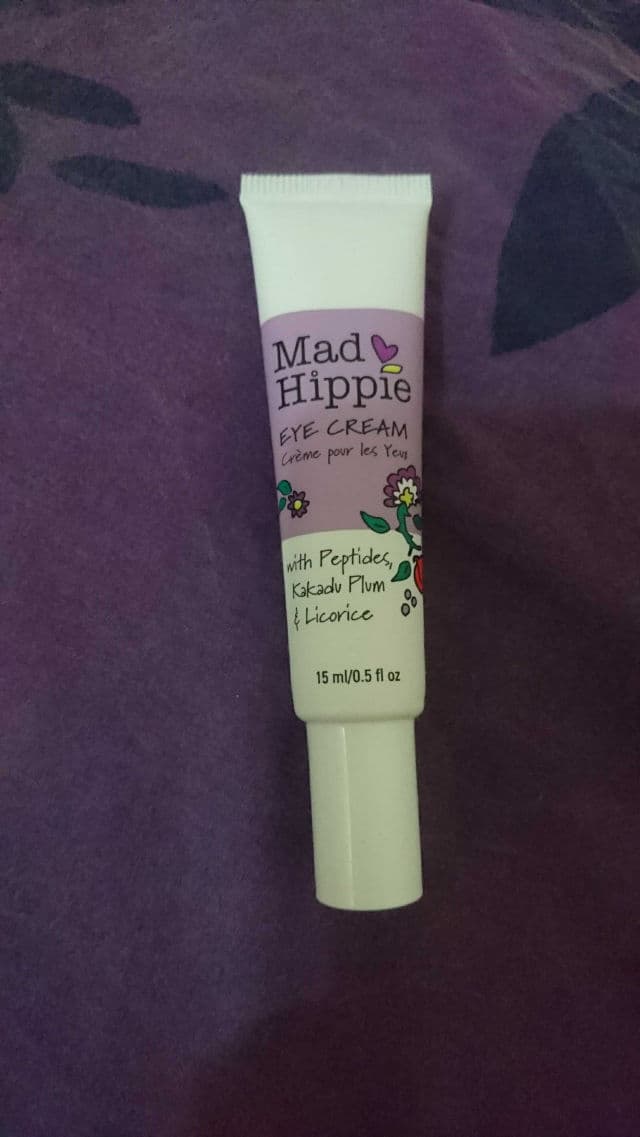 Mad
Hippie
EYE CREAM
Crème pour les Yeux
with Peptides,
Kakadu Plum
& Licorice
15 ml/0.5 fl oz